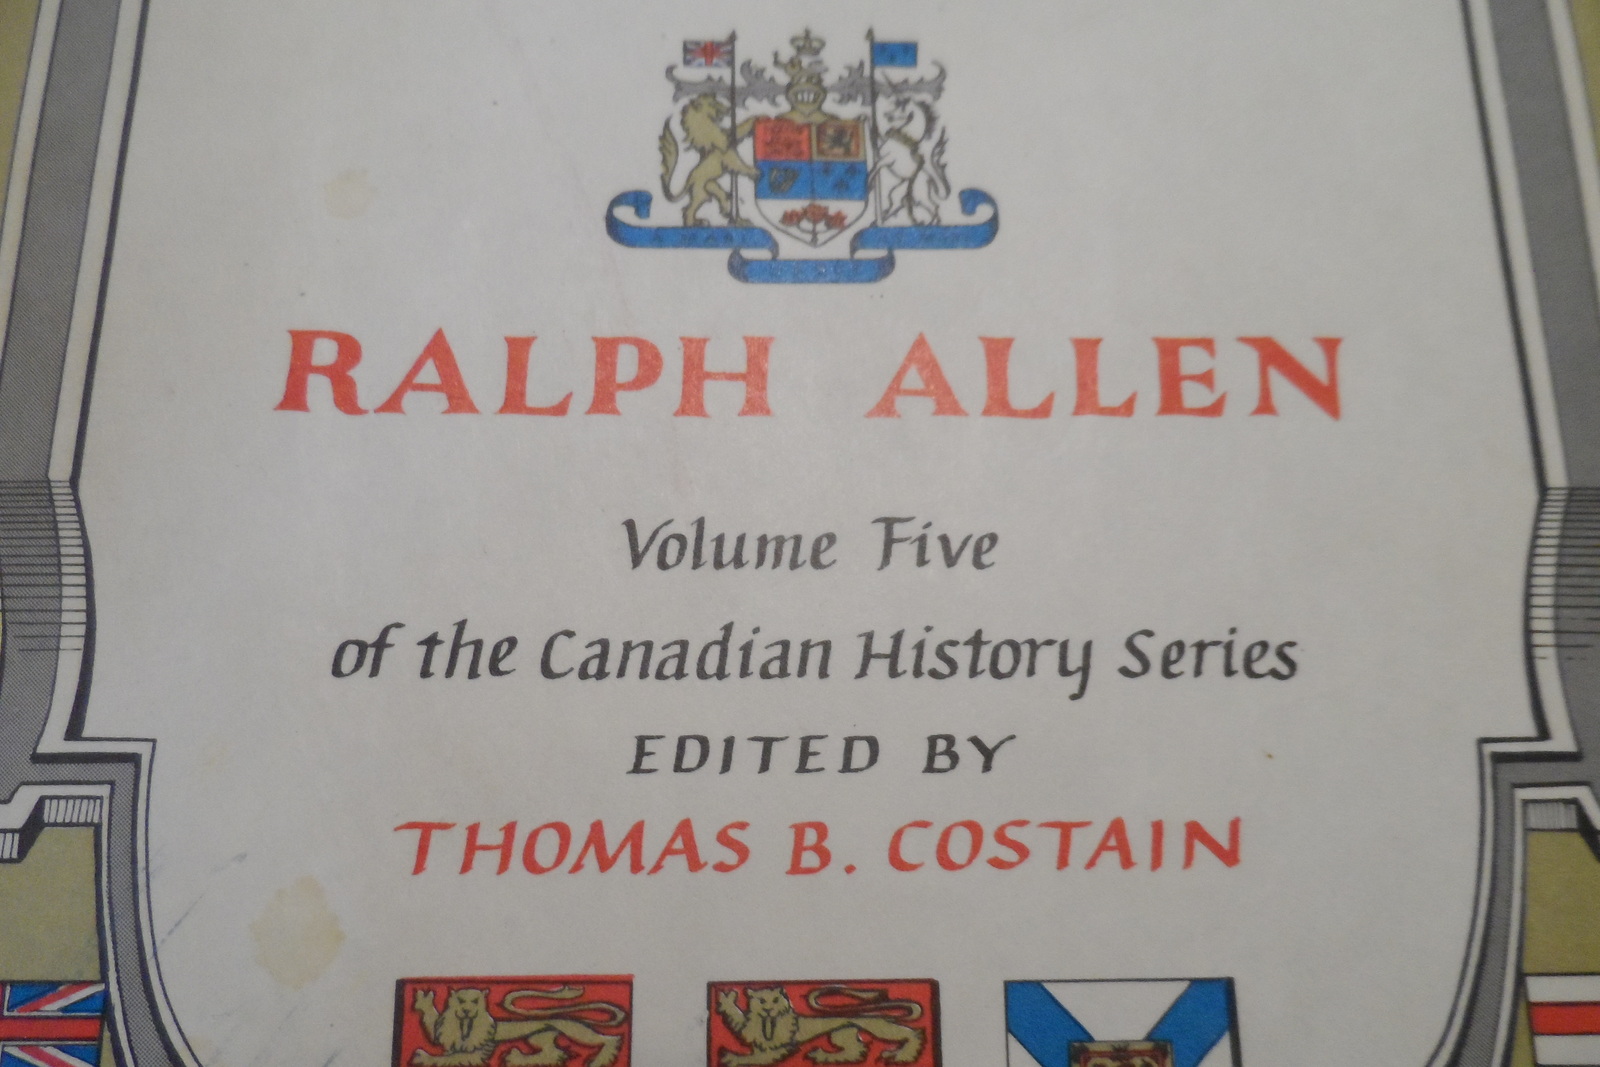 RALPH ALLEN
Volume Five
of the Canadian History Series
EDITED BY
THOMAS B. COSTAIN